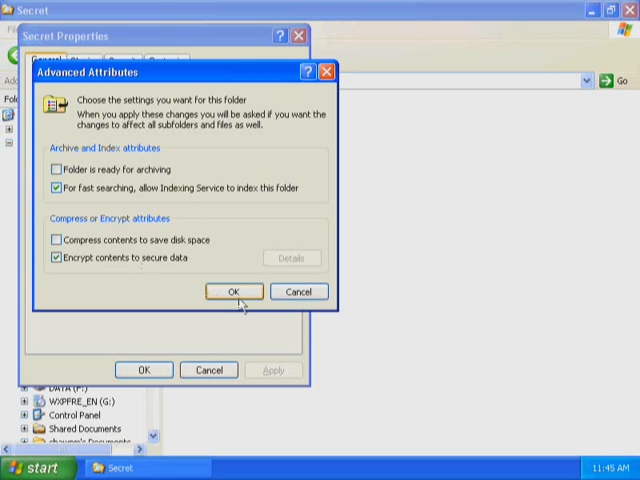 Secret
Secret Properties
Advanced Attributes
Choose the settings you want for this folder
When you apply these changes you will be asked if you want the
changes to affect all subfolders and files as well.
Archive and Index attributes
Folder is ready for archiving
For fast searching, allow Indexing Service to index this folder
Compress or Encrypt attributes
Compress contents to save disk space
Encrypt contents to secure data
Details
OK
Cancel
OK
Cancel
Apply
Go
DATA (F:)
WXPFRE_EN (G:)
Control Panel
Shared Documents
start
Secret
11:45 AM